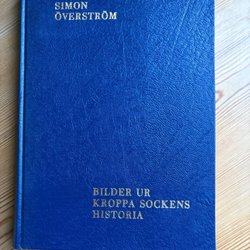 SIMON
ÖVERSTRÖM
BILDER UR
KROPPA SOCKENS
HISTORIA